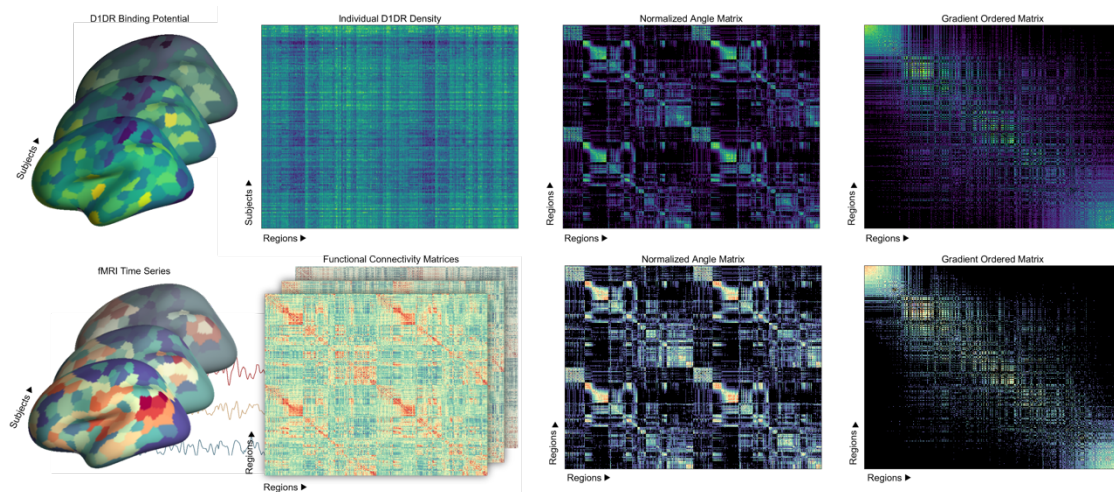 D1DR Binding Potential
Individual D1DR Density
Normalized Angle Matrix
Gradient Ordered Matrix
Subjects ▶
Subjects ▶
Regions ▶
Regions ▶
Regions ▶
Regions ▶
Regions ▶
fMRI Time Series
Functional Connectivity Matrices
Normalized Angle Matrix
Gradient Ordered Matrix
Subjects ▶
Regions ▶
Regions ▶
Regions ▶
Regions ▶
Regions ▶
Regions ▶